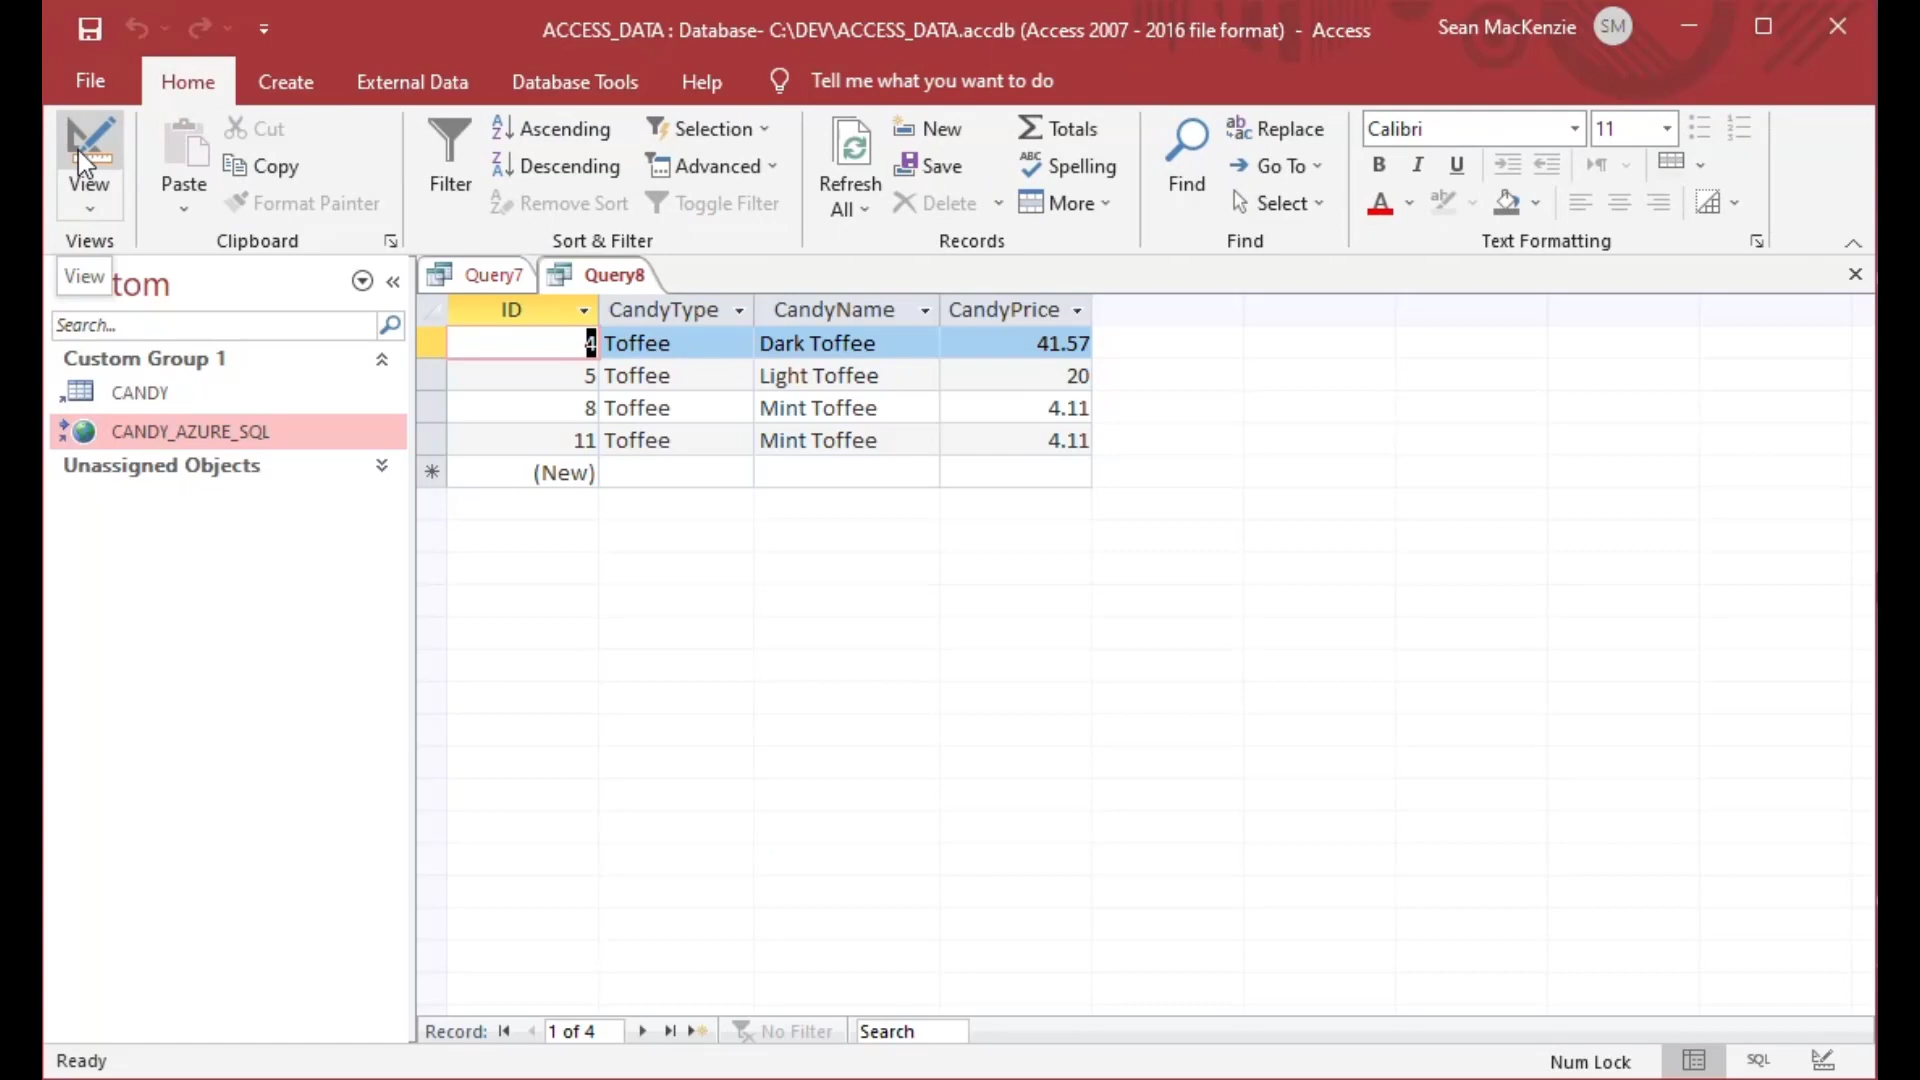 ACCESS_DATA : Database- C:\DEV\ACCESS_DATA.accdb (Access 2007 - 2016 file format) - Access
Sean MacKenzie SM
File Home Create External Data Database Tools Help Tell me what you want to do
View
Views
Paste
Cut
Copy
Format Painter
Clipboard
Filter
Ascending
Descending
Remove Sort
Selection
Advanced
Toggle Filter
Sort & Filter
Refresh
All
New
Save
Delete
Totals
Spelling
More
Records
Find
Replace
Go To
Select
Find
Calibri 11
B I U
Text Formatting
View
tom
Search...
Custom Group 1
CANDY
CANDY_AZURE_SQL
Unassigned Objects
Query7 Query8
ID CandyType CandyName CandyPrice
4 Toffee Dark Toffee 41.57
5 Toffee Light Toffee 20
8 Toffee Mint Toffee 4.11
11 Toffee Mint Toffee 4.11
(New)
Record: 1 of 4 No Filter Search
Ready
Num Lock SQL